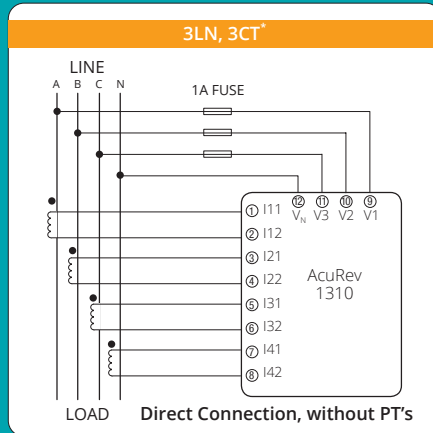 3LN, 3CT*
LINE
A B C N
1A FUSE
⑫ ⑪ ⑩ ⑨
VN V3 V2 V1
① I11
② I12
③ I21
④ I22
⑤ I31
⑥ I32
⑦ I41
⑧ I42
AcuRev
1310
LOAD
Direct Connection, without PT's